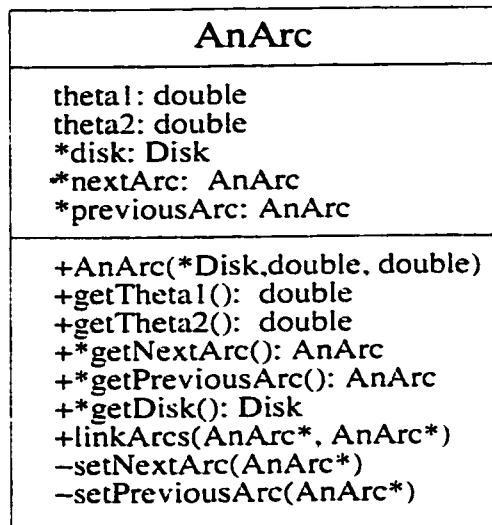 AnArc
theta1: double
theta2: double
*disk: Disk
*nextArc: AnArc
*previousArc: AnArc
+AnArc(*Disk,double, double)
+getTheta1(): double
+getTheta2(): double
+*getNextArc(): AnArc
+*getPreviousArc(): AnArc
+*getDisk(): Disk
+linkArcs(AnArc*, AnArc*)
−setNextArc(AnArc*)
−setPreviousArc(AnArc*)